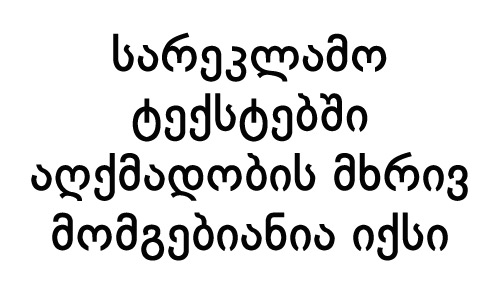 სარეკლამო
ტექსტებში
აღქმადობის მხრივ
მომგებიანია იქსი